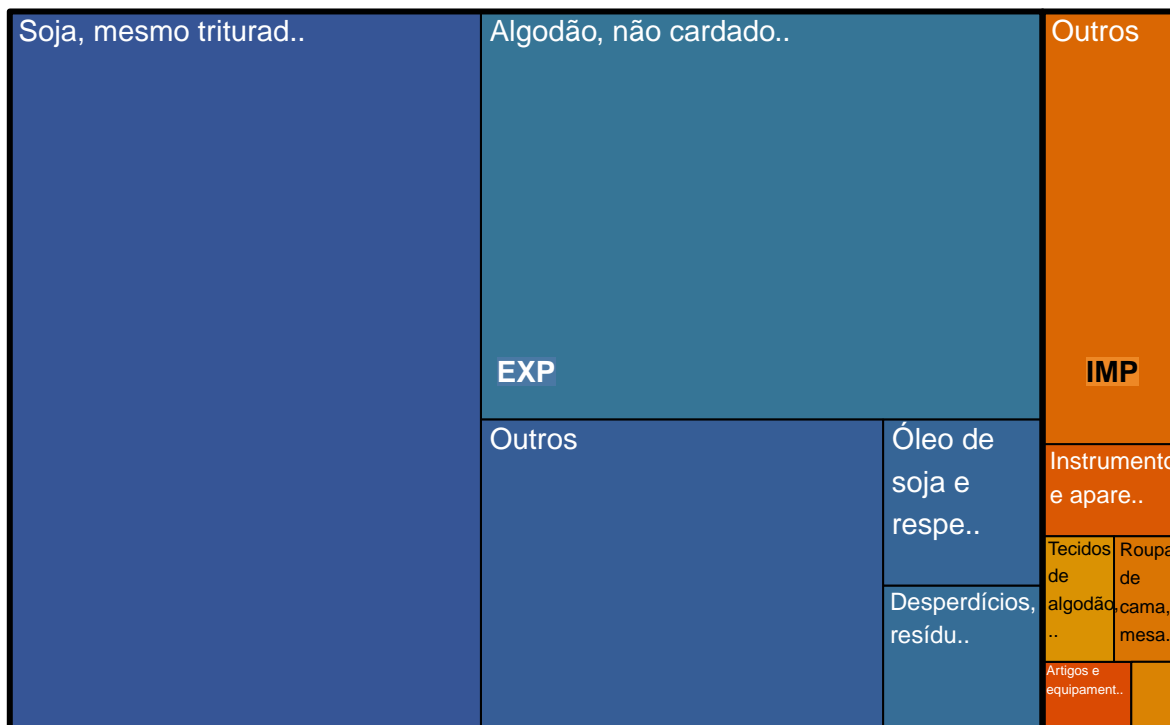 Soja, mesmo triturad..
Algodão, não cardado..
EXP
Outros
Óleo de
soja e
respe..
Desperdícios,
resídu..
Outros
IMP
Instrumento
e apare..
Tecidos
de
algodão,
..
Roupa
de
cama,
mesa.
Artigos e
equipament..